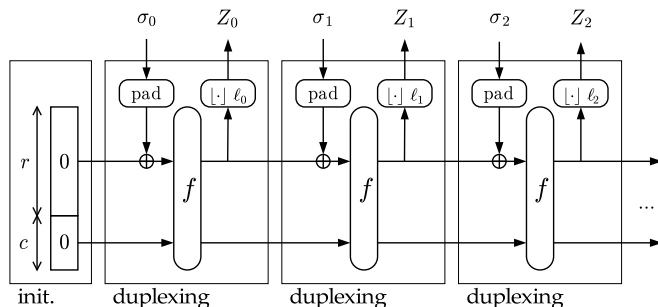 σ₀ Z₀ σ₁ Z₁ σ₂ Z₂
pad ⌊·⌋ ℓ₀ pad ⌊·⌋ ℓ₁ pad ⌊·⌋ ℓ₂
r 0 f f f
c 0 ...
init. duplexing duplexing duplexing